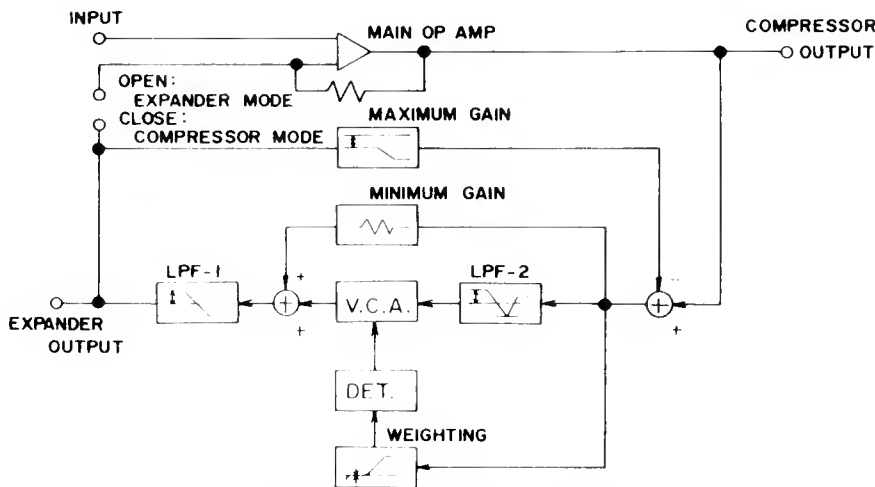 INPUT
MAIN OP AMP
COMPRESSOR
OUTPUT
OPEN:
EXPANDER MODE
CLOSE:
COMPRESSOR MODE
MAXIMUM GAIN
MINIMUM GAIN
LPF-1
LPF-2
V.C.A.
+
+
+
+
-
+
EXPANDER
OUTPUT
DET.
WEIGHTING